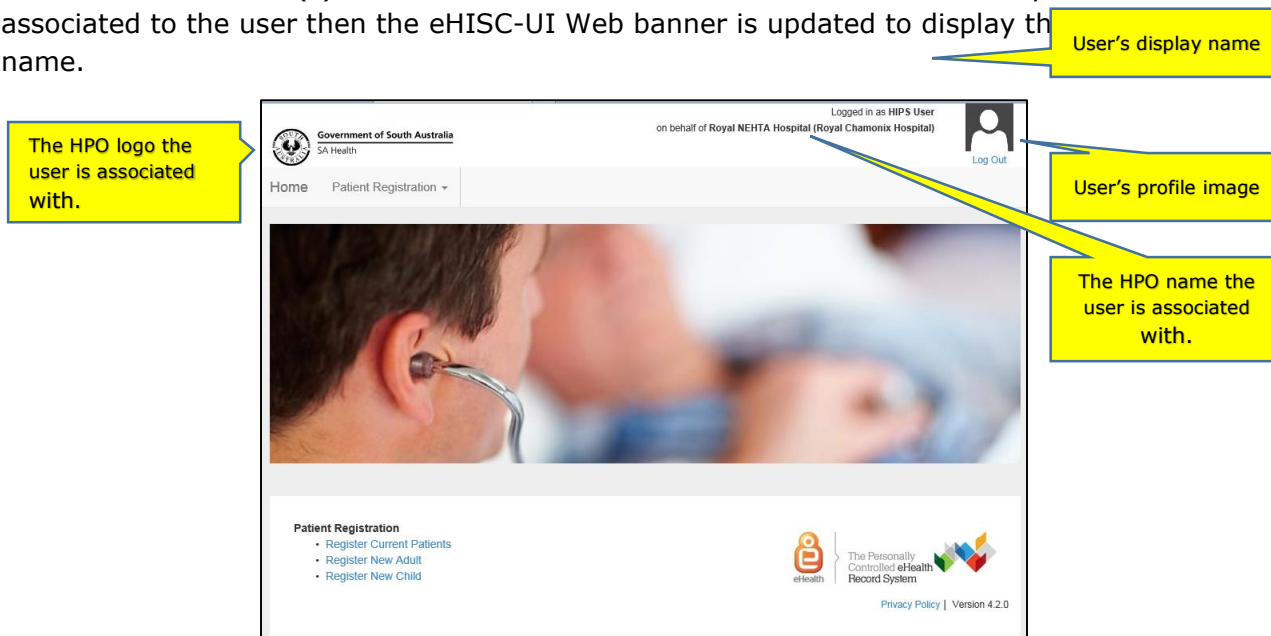 associated to the user then the eHISC-UI Web banner is updated to display th
name.
User's display name
The HPO logo the
user is associated
with.
Government of South Australia
SA Health
Logged in as HIPS User
on behalf of Royal NEHTA Hospital (Royal Chamonix Hospital)
Log Out
Home Patient Registration
User's profile image
The HPO name the
user is associated
with.
Patient Registration
• Register Current Patients
• Register New Adult
• Register New Child
eHealth
The Personally
Controlled eHealth
Record System
Privacy Policy | Version 4.2.0